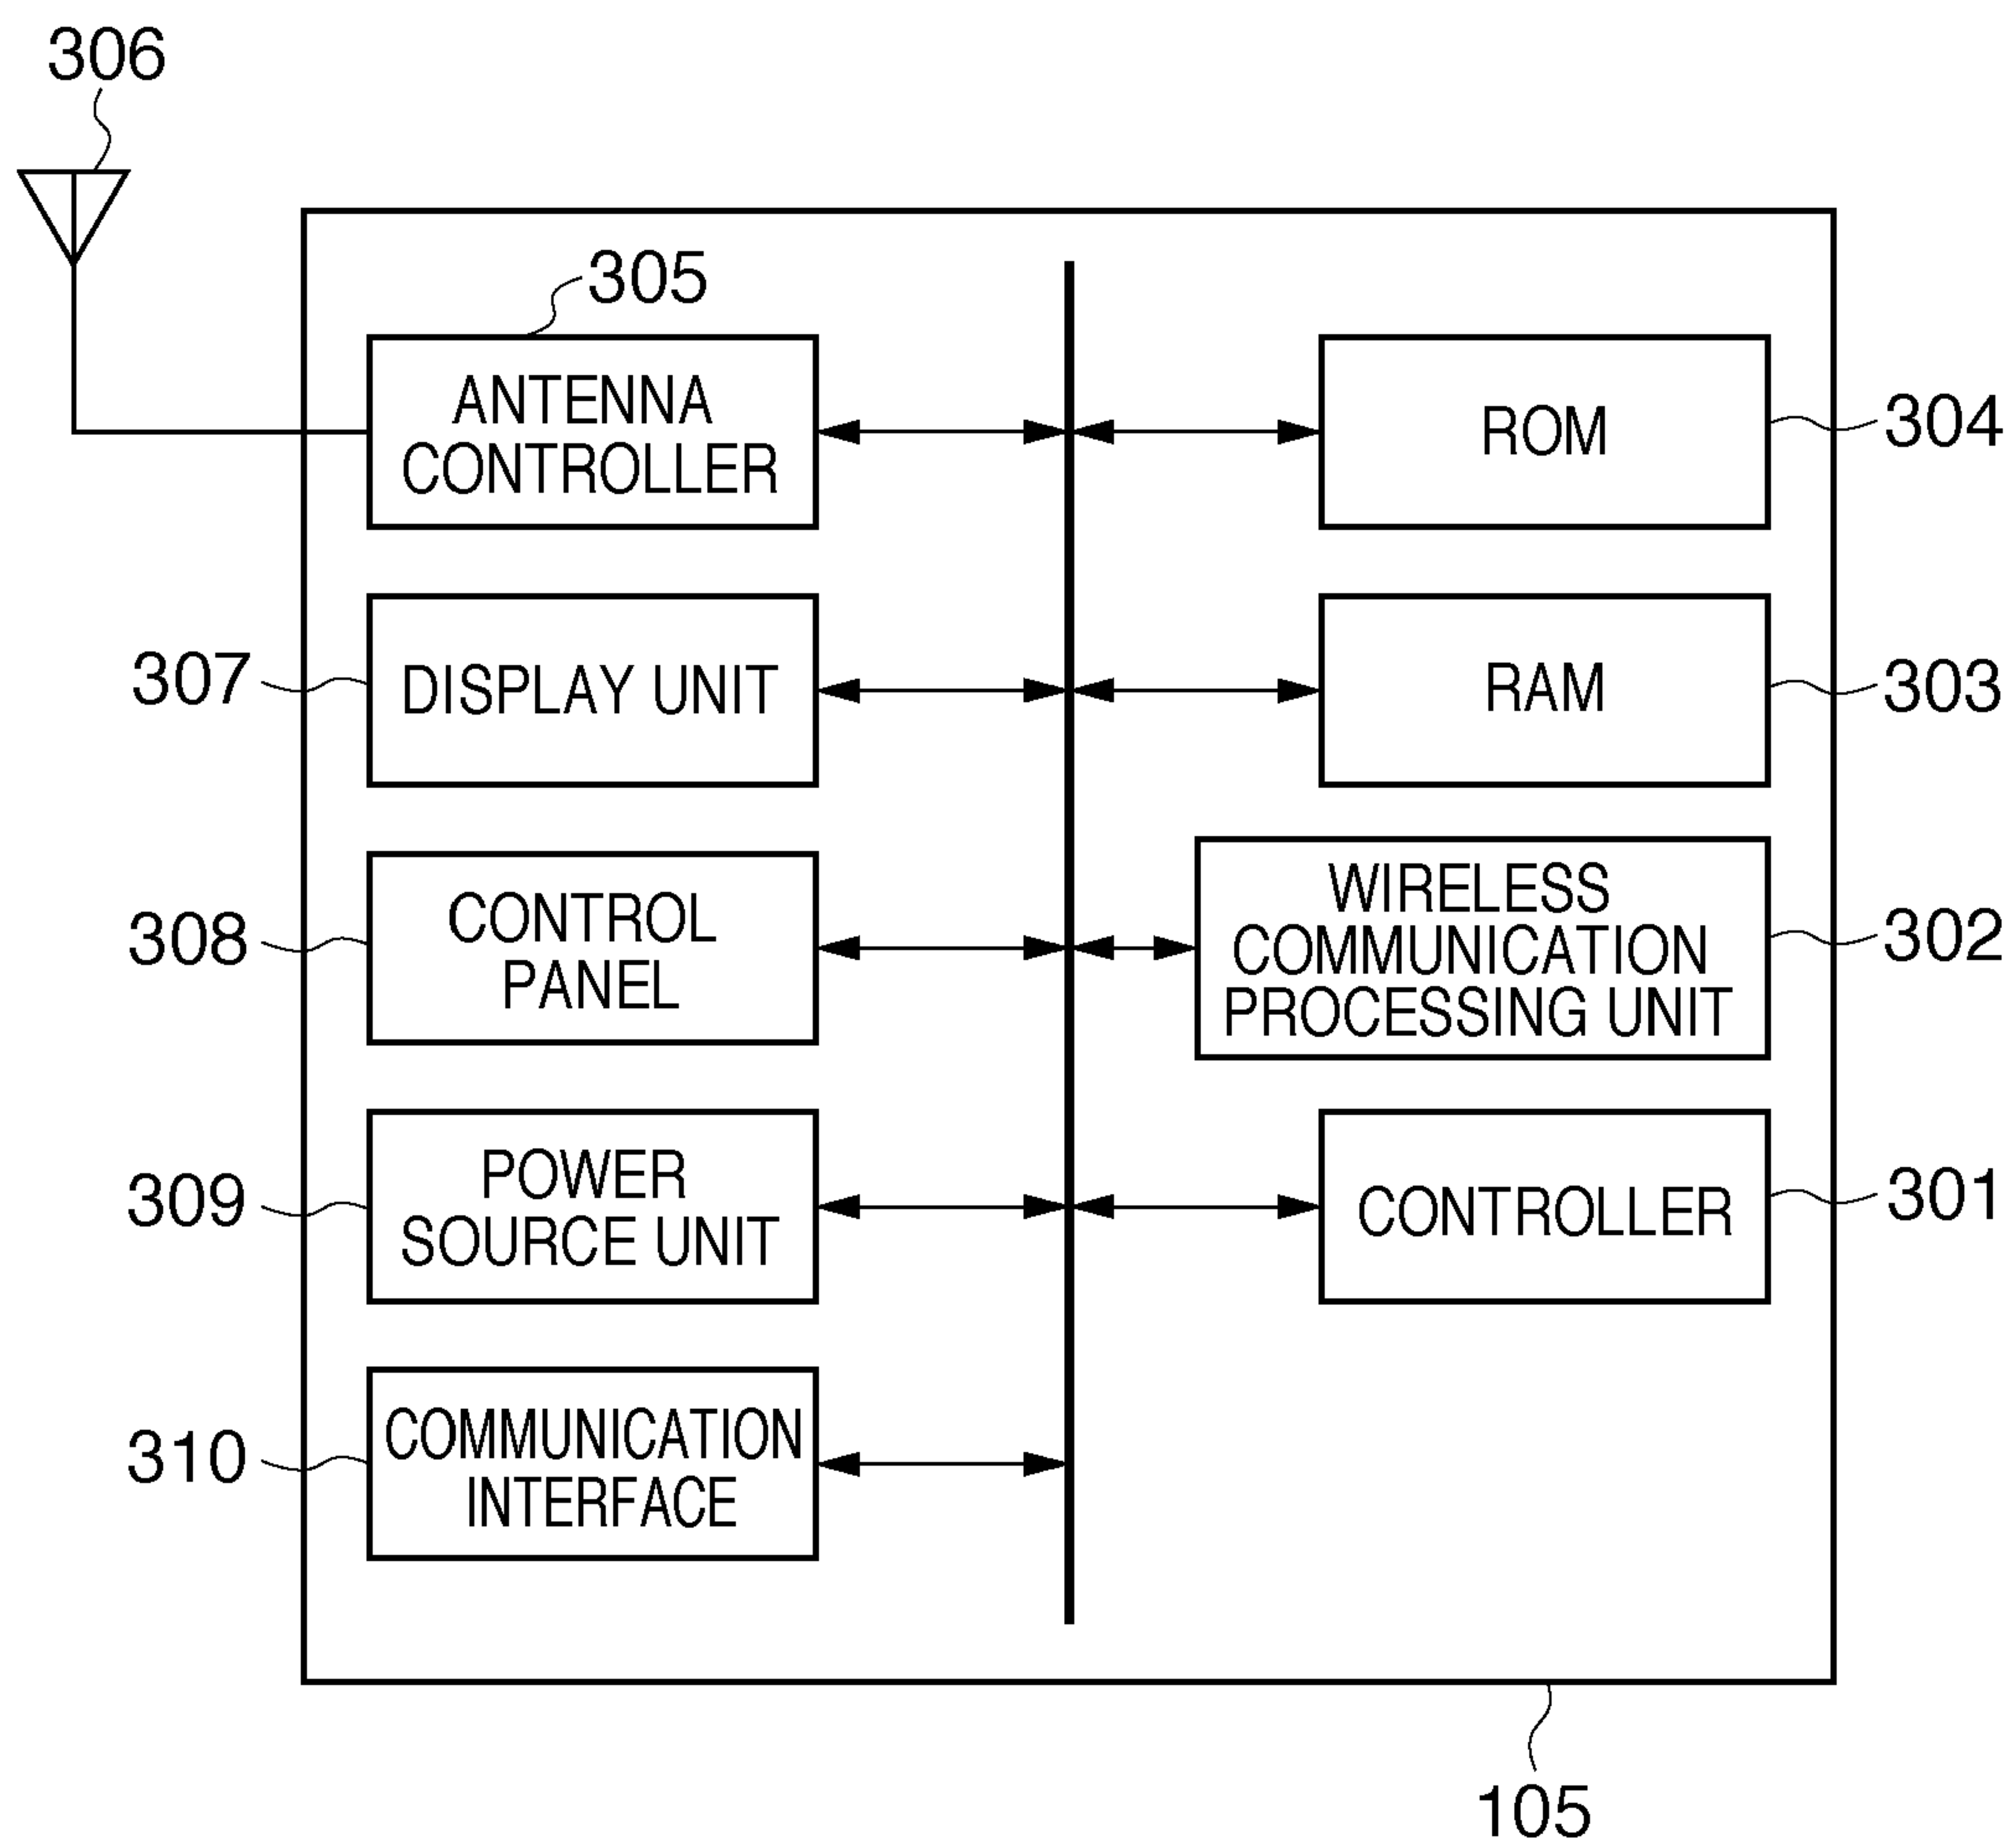 306
305
ANTENNA
CONTROLLER
ROM
304
307
DISPLAY UNIT
RAM
303
308
CONTROL
PANEL
WIRELESS
COMMUNICATION
PROCESSING UNIT
302
309
POWER
SOURCE UNIT
CONTROLLER
301
310
COMMUNICATION
INTERFACE
105